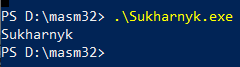 PS D:\masm32> .\Sukharnyk.exe
Sukharnyk
PS D:\masm32>